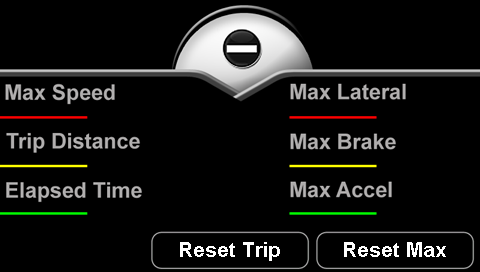 Max Speed
Max Lateral
Trip Distance
Max Brake
Elapsed Time
Max Accel
Reset Trip
Reset Max